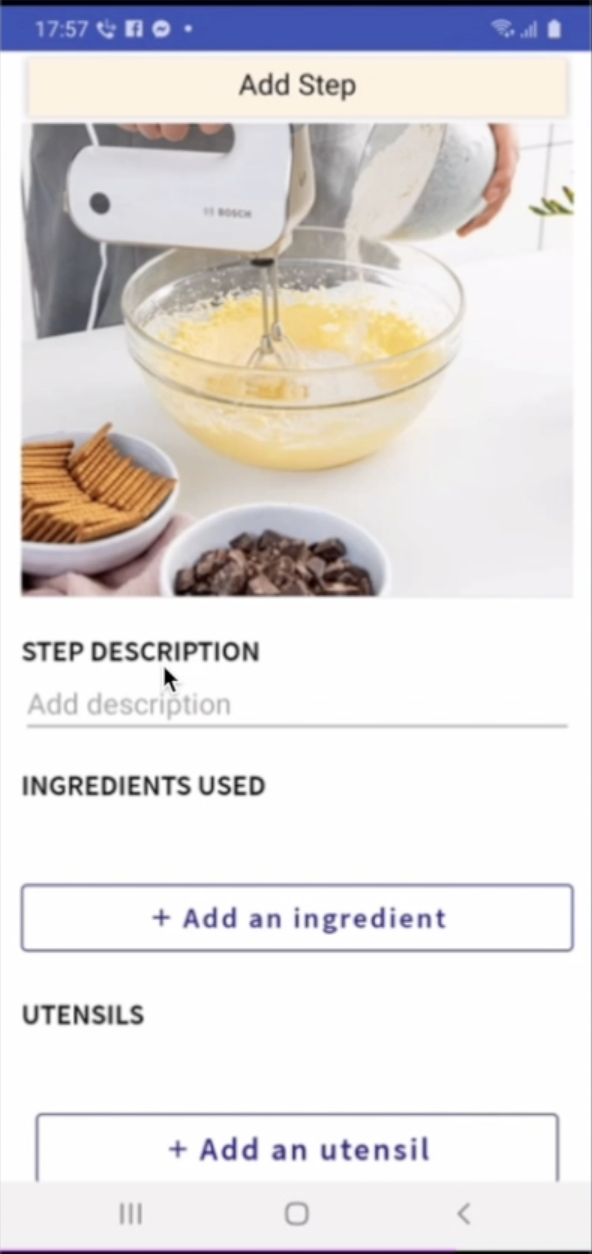 17:57
Add Step
BOSCH
STEP DESCRIPTION
Add description
INGREDIENTS USED
+ Add an ingredient
UTENSILS
+ Add an utensil